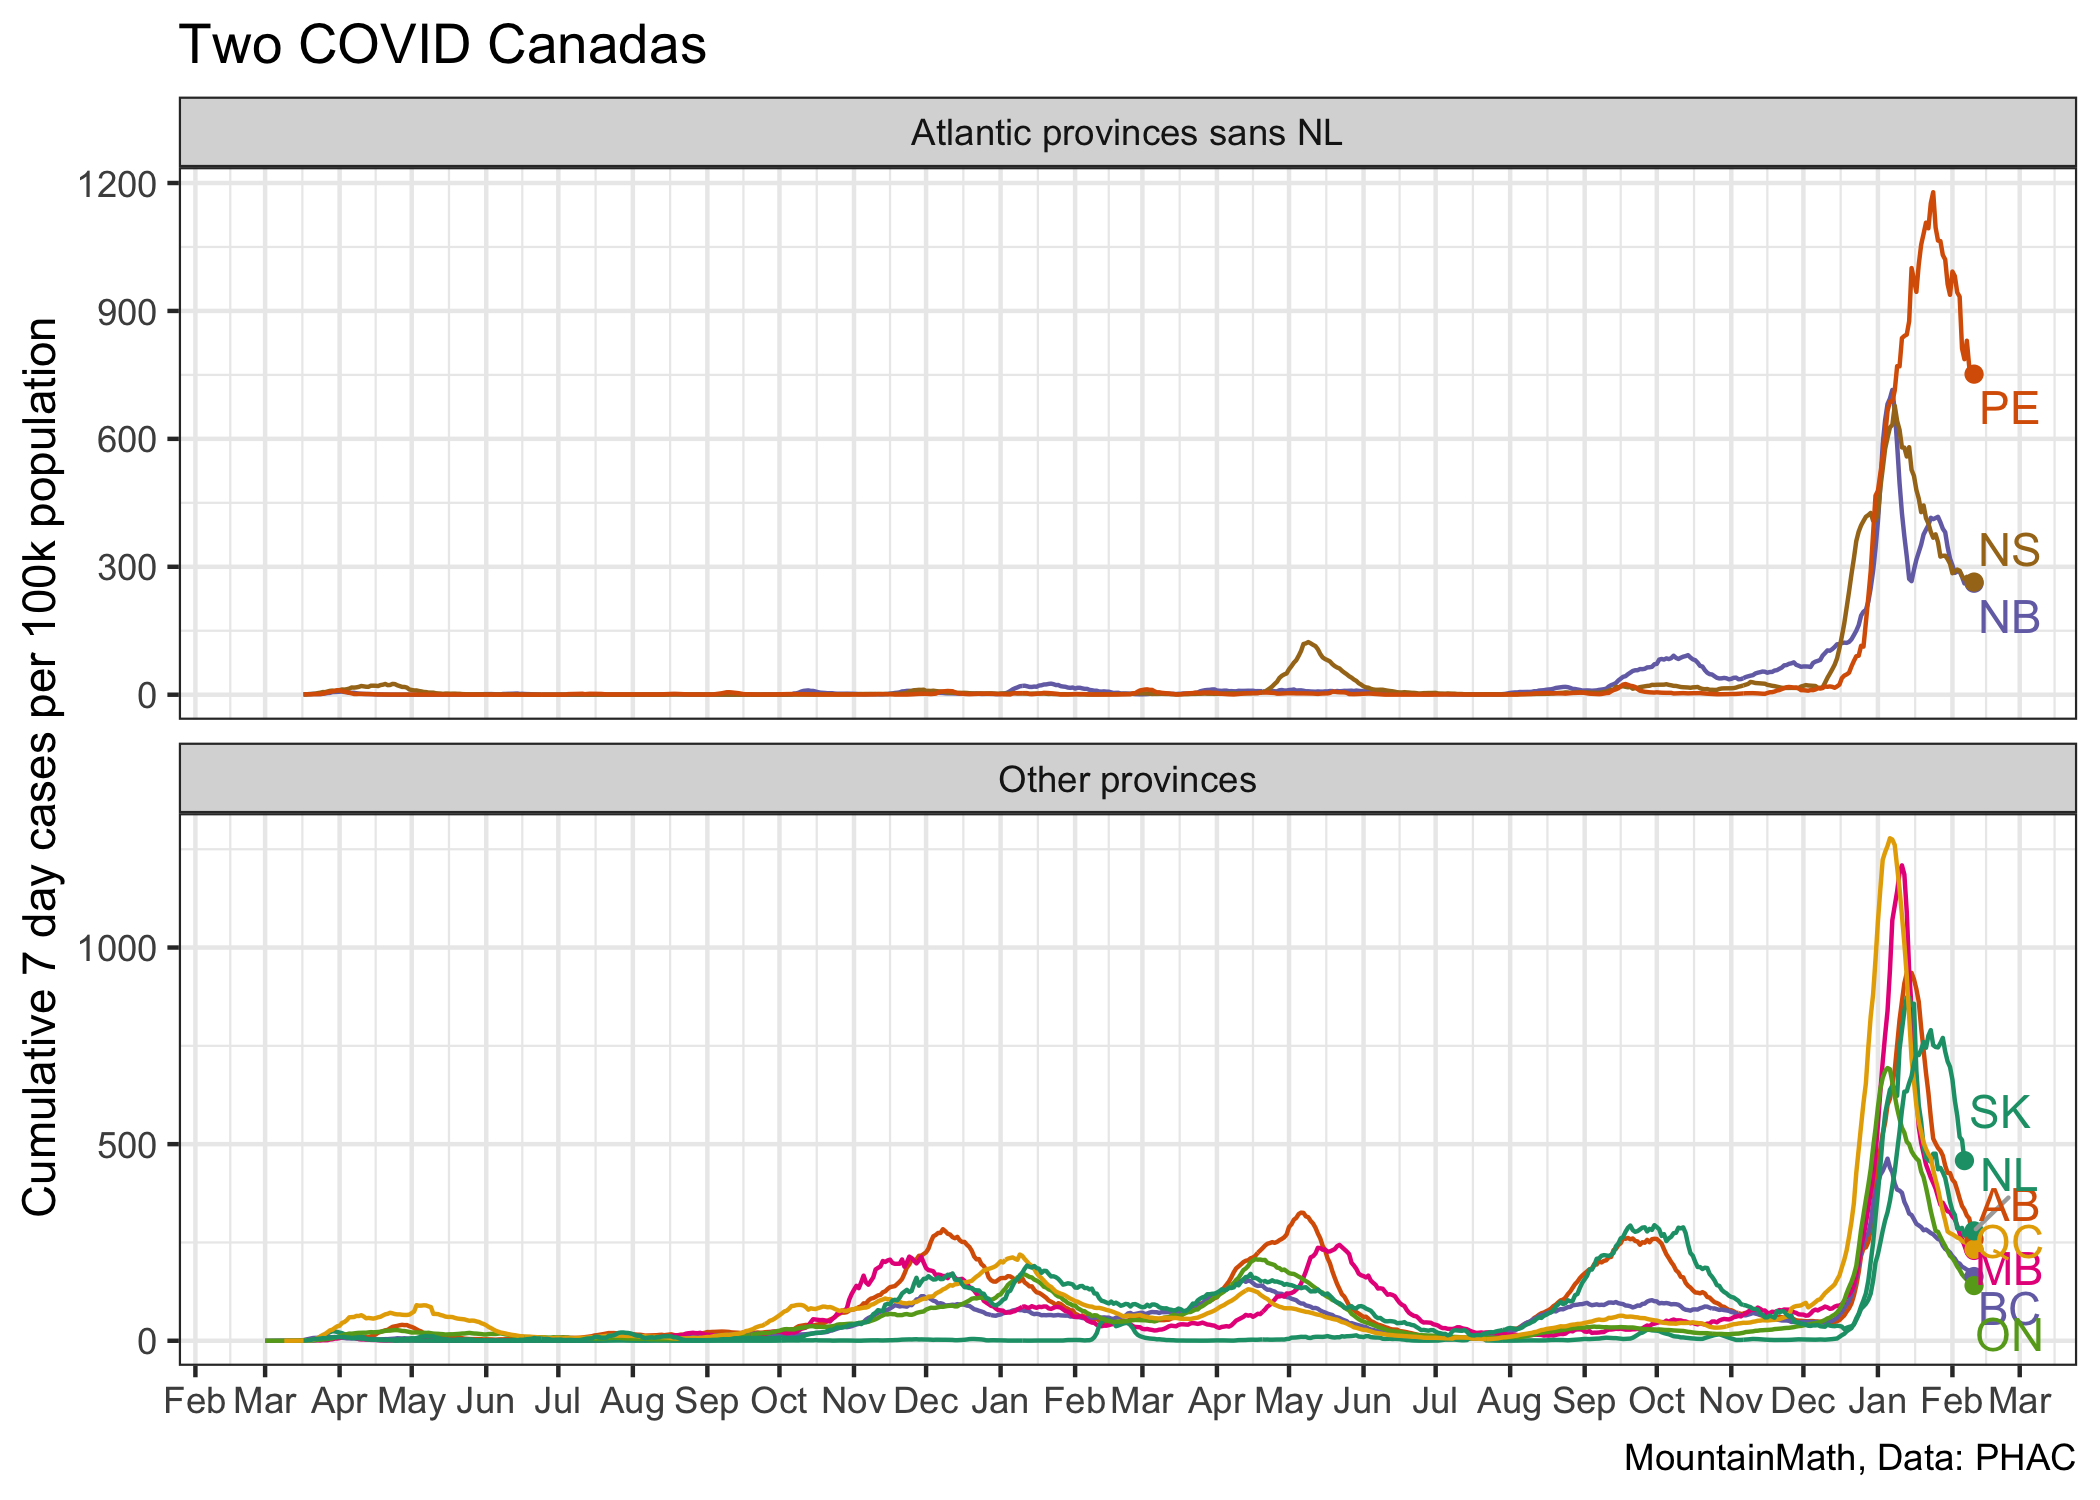 Two COVID Canadas
Atlantic provinces sans NL
Cumulative 7 day cases per 100k population
1200
900
600
300
0
PE
NS
NB
Other provinces
1000
500
0
SK
NL
AB
QC
MB
BC
ON
Feb Mar Apr May Jun Jul Aug Sep Oct Nov Dec Jan Feb Mar Apr May Jun Jul Aug Sep Oct Nov Dec Jan Feb Mar
MountainMath, Data: PHAC